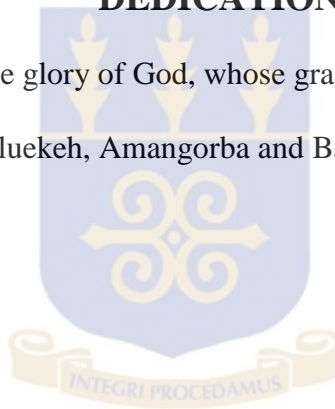 DEDICATION
e glory of God, whose gra
luekeh, Amangorba and Ba
INTEGRI PROCEDAMUS